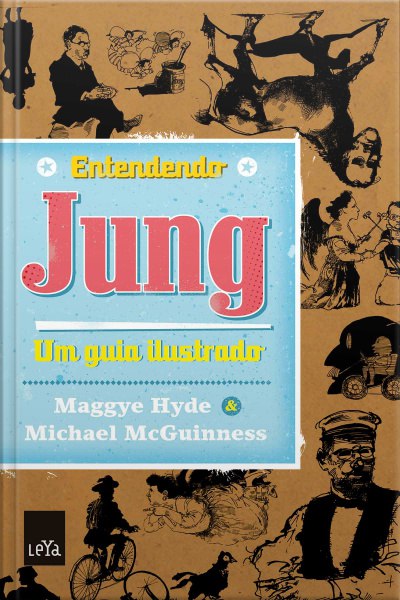 Entendendo
Jung
Um guia ilustrado
Maggye Hyde &
Michael McGuinness
LeYa